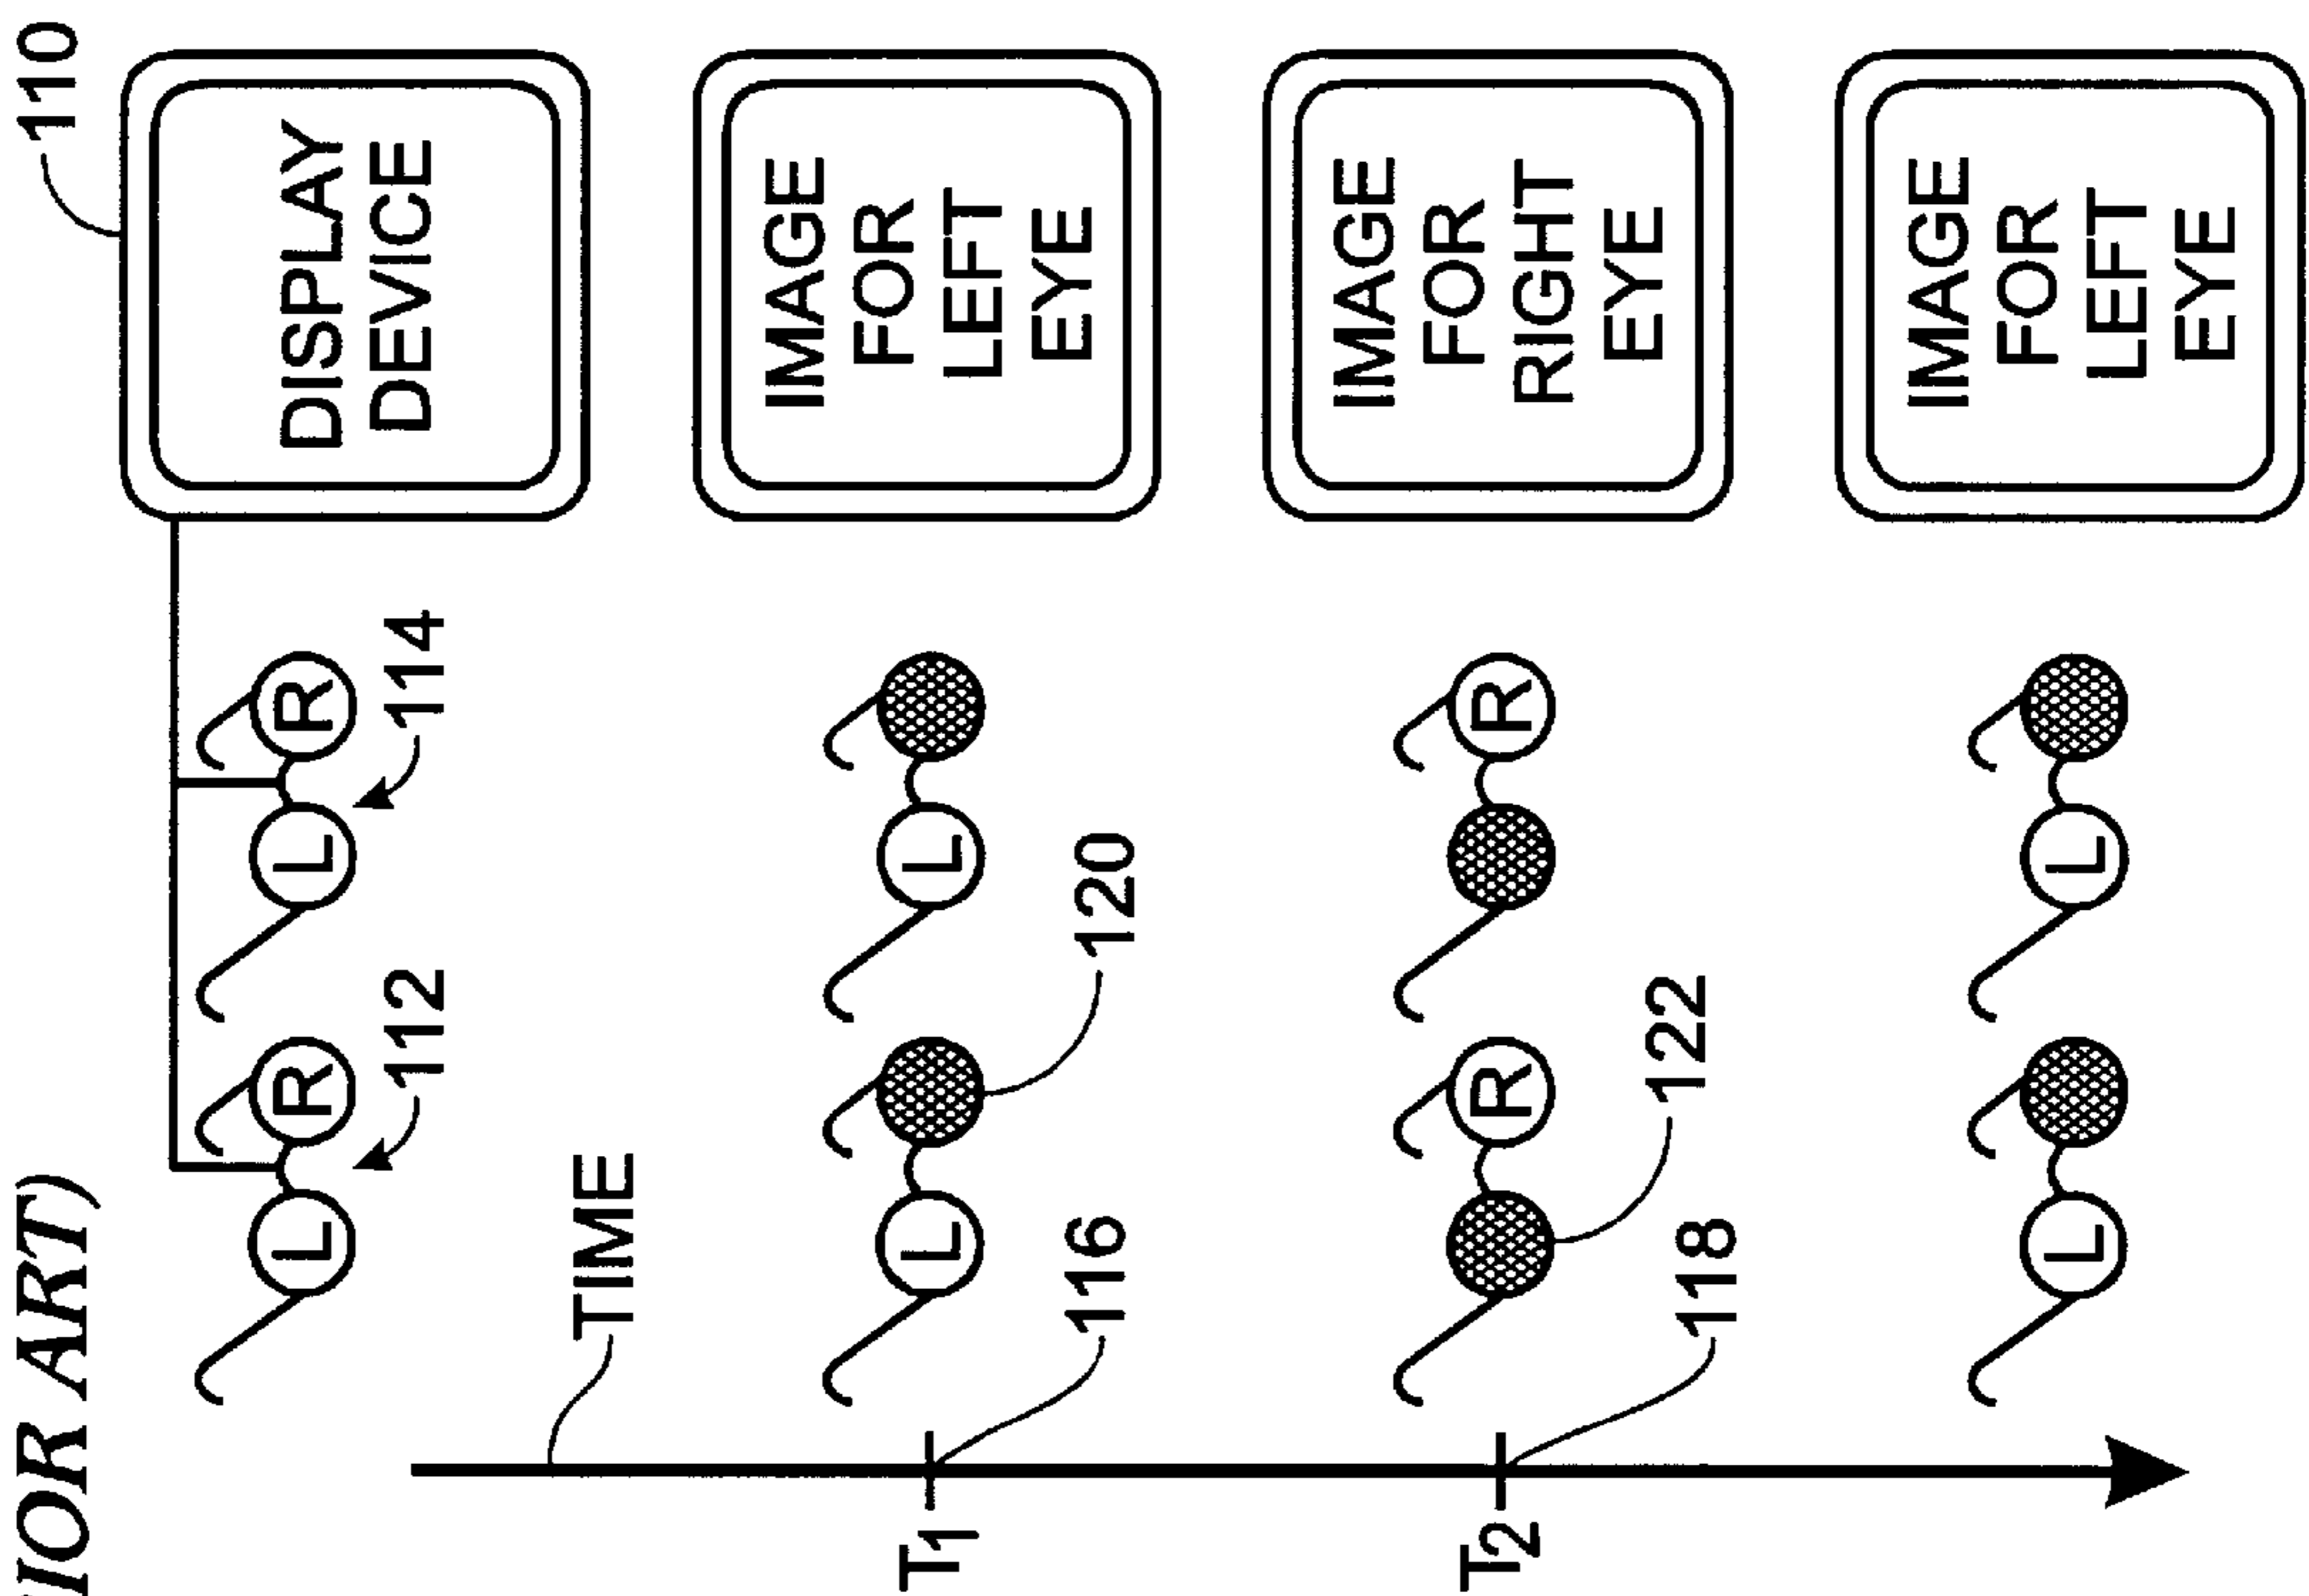 IOR ART)
110
L
R
L
R
112
114
DISPLAY
DEVICE
TIME
T1
116
L
120
L
IMAGE
FOR
LEFT
EYE
T2
118
122
R
R
IMAGE
FOR
RIGHT
EYE
L
L
IMAGE
FOR
LEFT
EYE